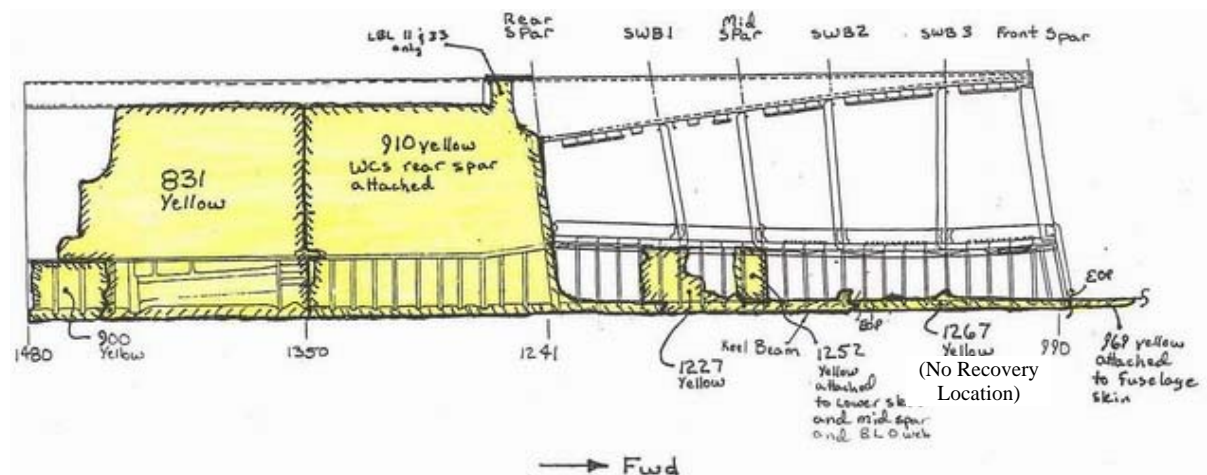 LBL 11 & 33
only
Rear
Spar
SWB1
Mid
Spar
SWB2
SWB3
Front Spar
831
Yellow
910 yellow
WCS rear spar
attached
900
Yellow
1480
1350
1241
1227
Yellow
Keel Beam
1252
Yellow
attached
to Lower
and mid spar
and BL 0 web
EOP
1267
Yellow
(No Recovery
Location)
990
EOP
969 yellow
attached
to Fuselage
skin
Fwd